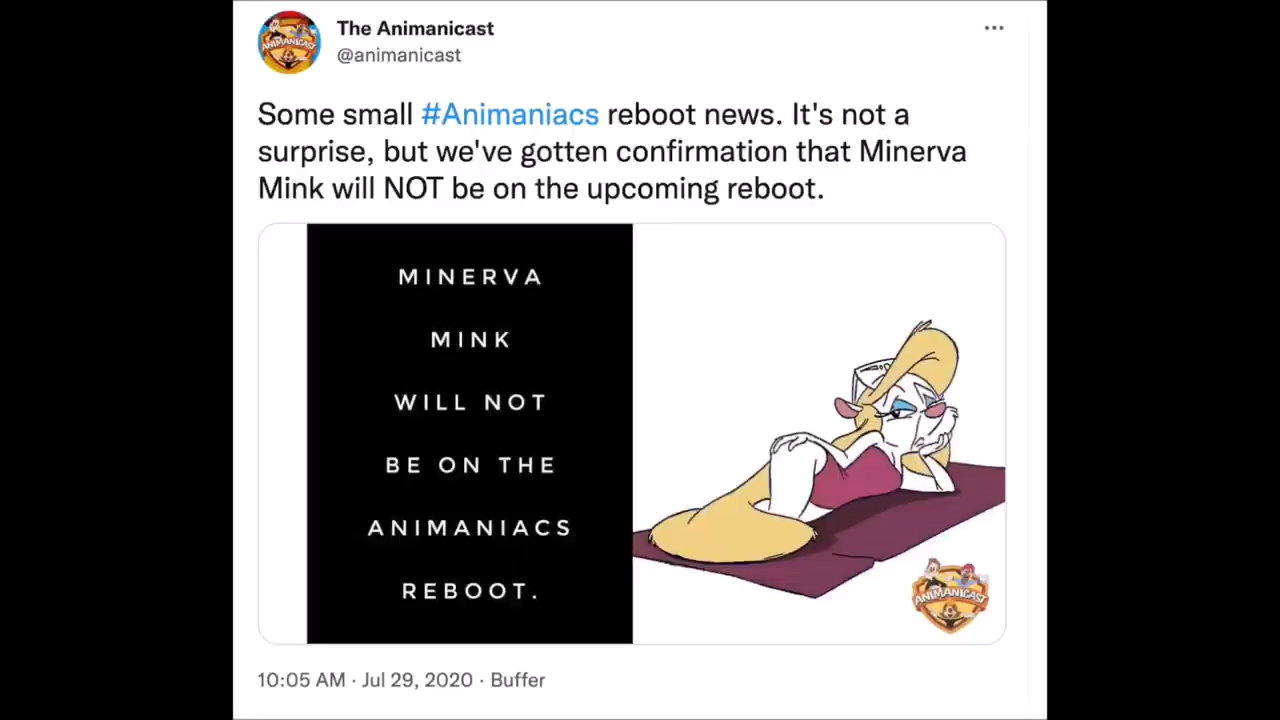 The Animanicast
@animanicast
Some small #Animaniacs reboot news. It's not a
surprise, but we've gotten confirmation that Minerva
Mink will NOT be on the upcoming reboot.
MINERVA
MINK
WILL NOT
BE ON THE
ANIMANIACS
REBOOT.
ANIMANICAST
10:05 AM · Jul 29, 2020 · Buffer